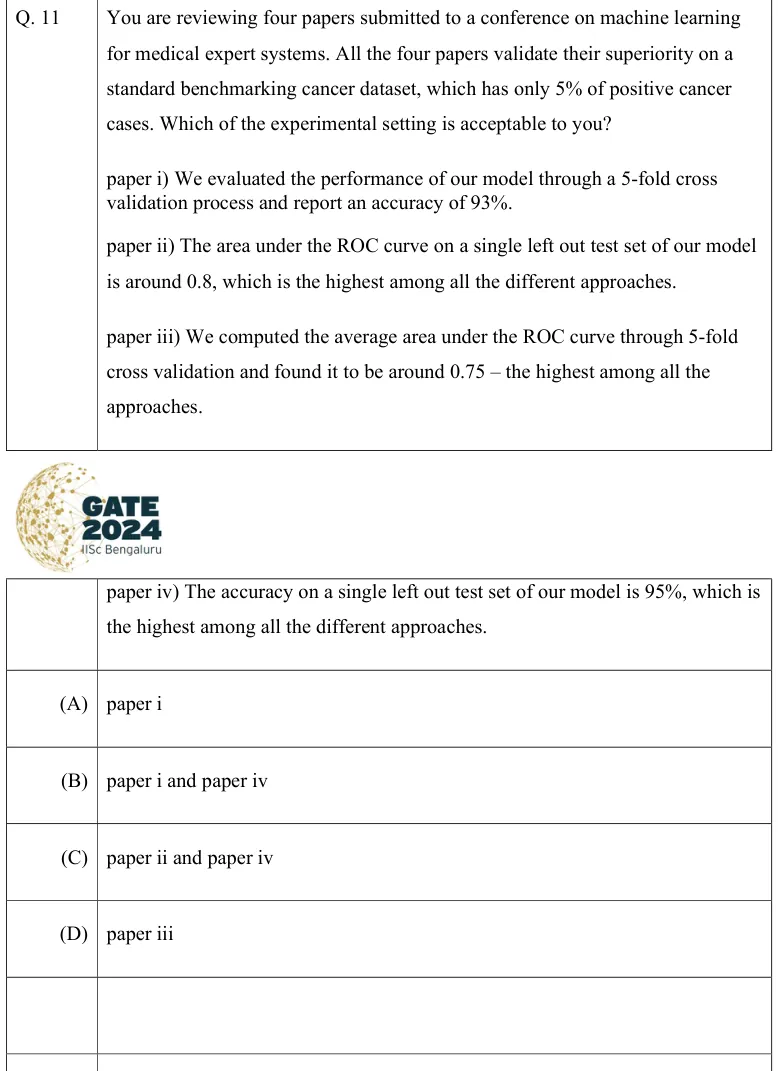 Q. 11
You are reviewing four papers submitted to a conference on machine learning
for medical expert systems. All the four papers validate their superiority on a
standard benchmarking cancer dataset, which has only 5% of positive cancer
cases. Which of the experimental setting is acceptable to you?
paper i) We evaluated the performance of our model through a 5-fold cross
validation process and report an accuracy of 93%.
paper ii) The area under the ROC curve on a single left out test set of our model
is around 0.8, which is the highest among all the different approaches.
paper iii) We computed the average area under the ROC curve through 5-fold
cross validation and found it to be around 0.75 – the highest among all the
approaches.
GATE
2024
IISc Bengaluru
paper iv) The accuracy on a single left out test set of our model is 95%, which is
the highest among all the different approaches.
(A) paper i
(B) paper i and paper iv
(C) paper ii and paper iv
(D) paper iii